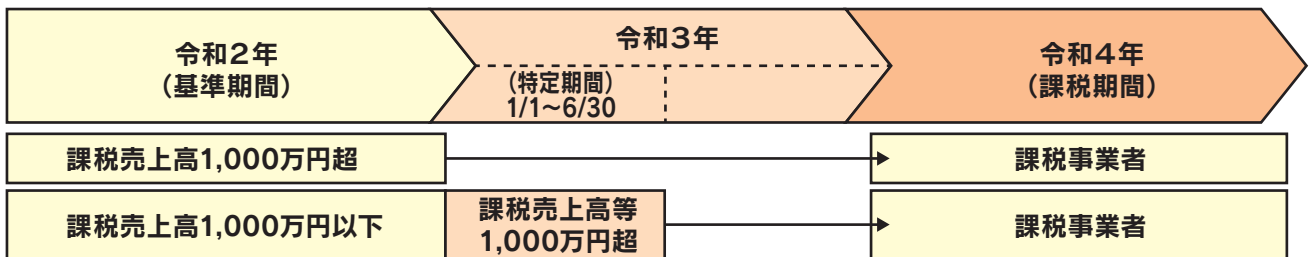 令和2年
(基準期間)
令和3年
(特定期間)
1/1~6/30
令和4年
(課税期間)
課税売上高1,000万円超
課税事業者
課税売上高1,000万円以下
課税売上高等
1,000万円超
課税事業者